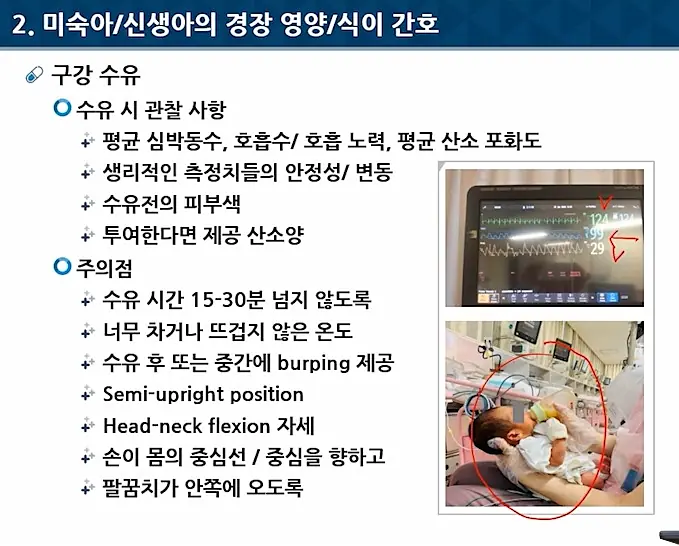 2. 미숙아/신생아의 경장 영양/식이 간호
구강 수유
수유 시 관찰 사항
평균 심박동수, 호흡수/ 호흡 노력, 평균 산소 포화도
생리적인 측정치들의 안정성/ 변동
수유전의 피부색
투여한다면 제공 산소양
주의점
수유 시간 15-30분 넘지 않도록
너무 차거나 뜨겁지 않은 온도
수유 후 또는 중간에 burping 제공
Semi-upright position
Head-neck flexion 자세
손이 몸의 중심선 / 중심을 향하고
팔꿈치가 안쪽에 오도록
124
99
29